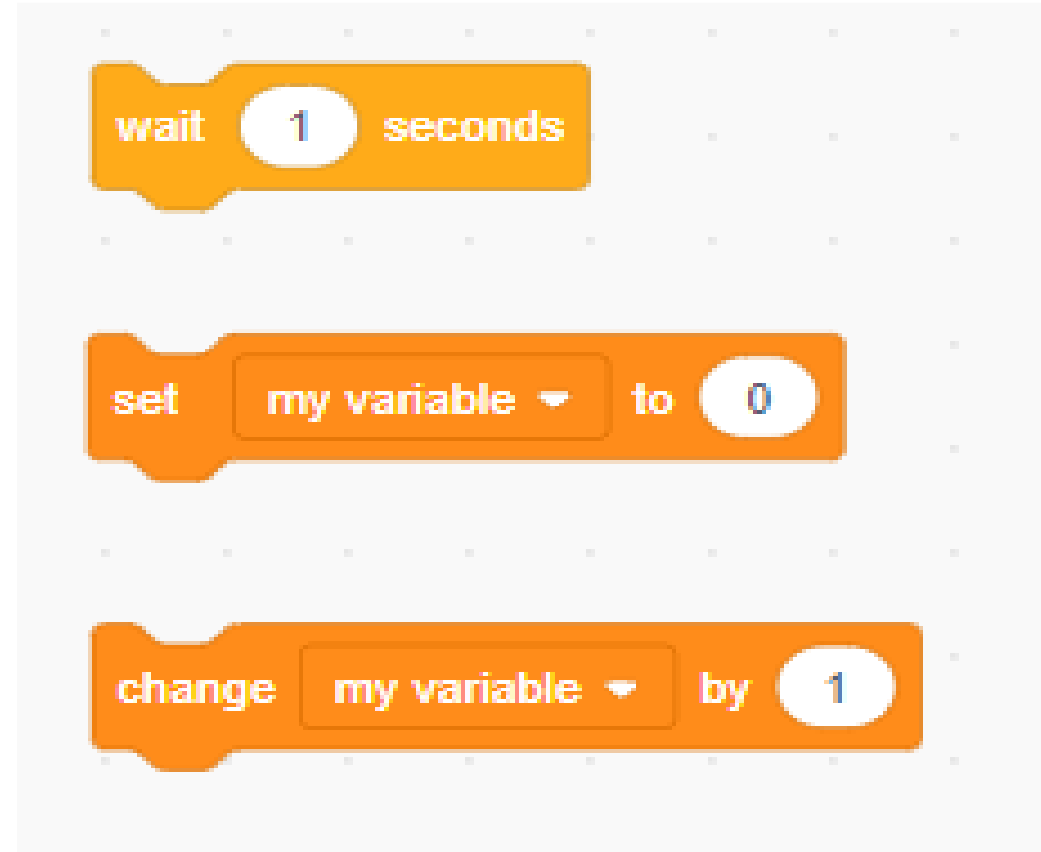 wait 1 seconds
set my variable to 0
change my variable by 1